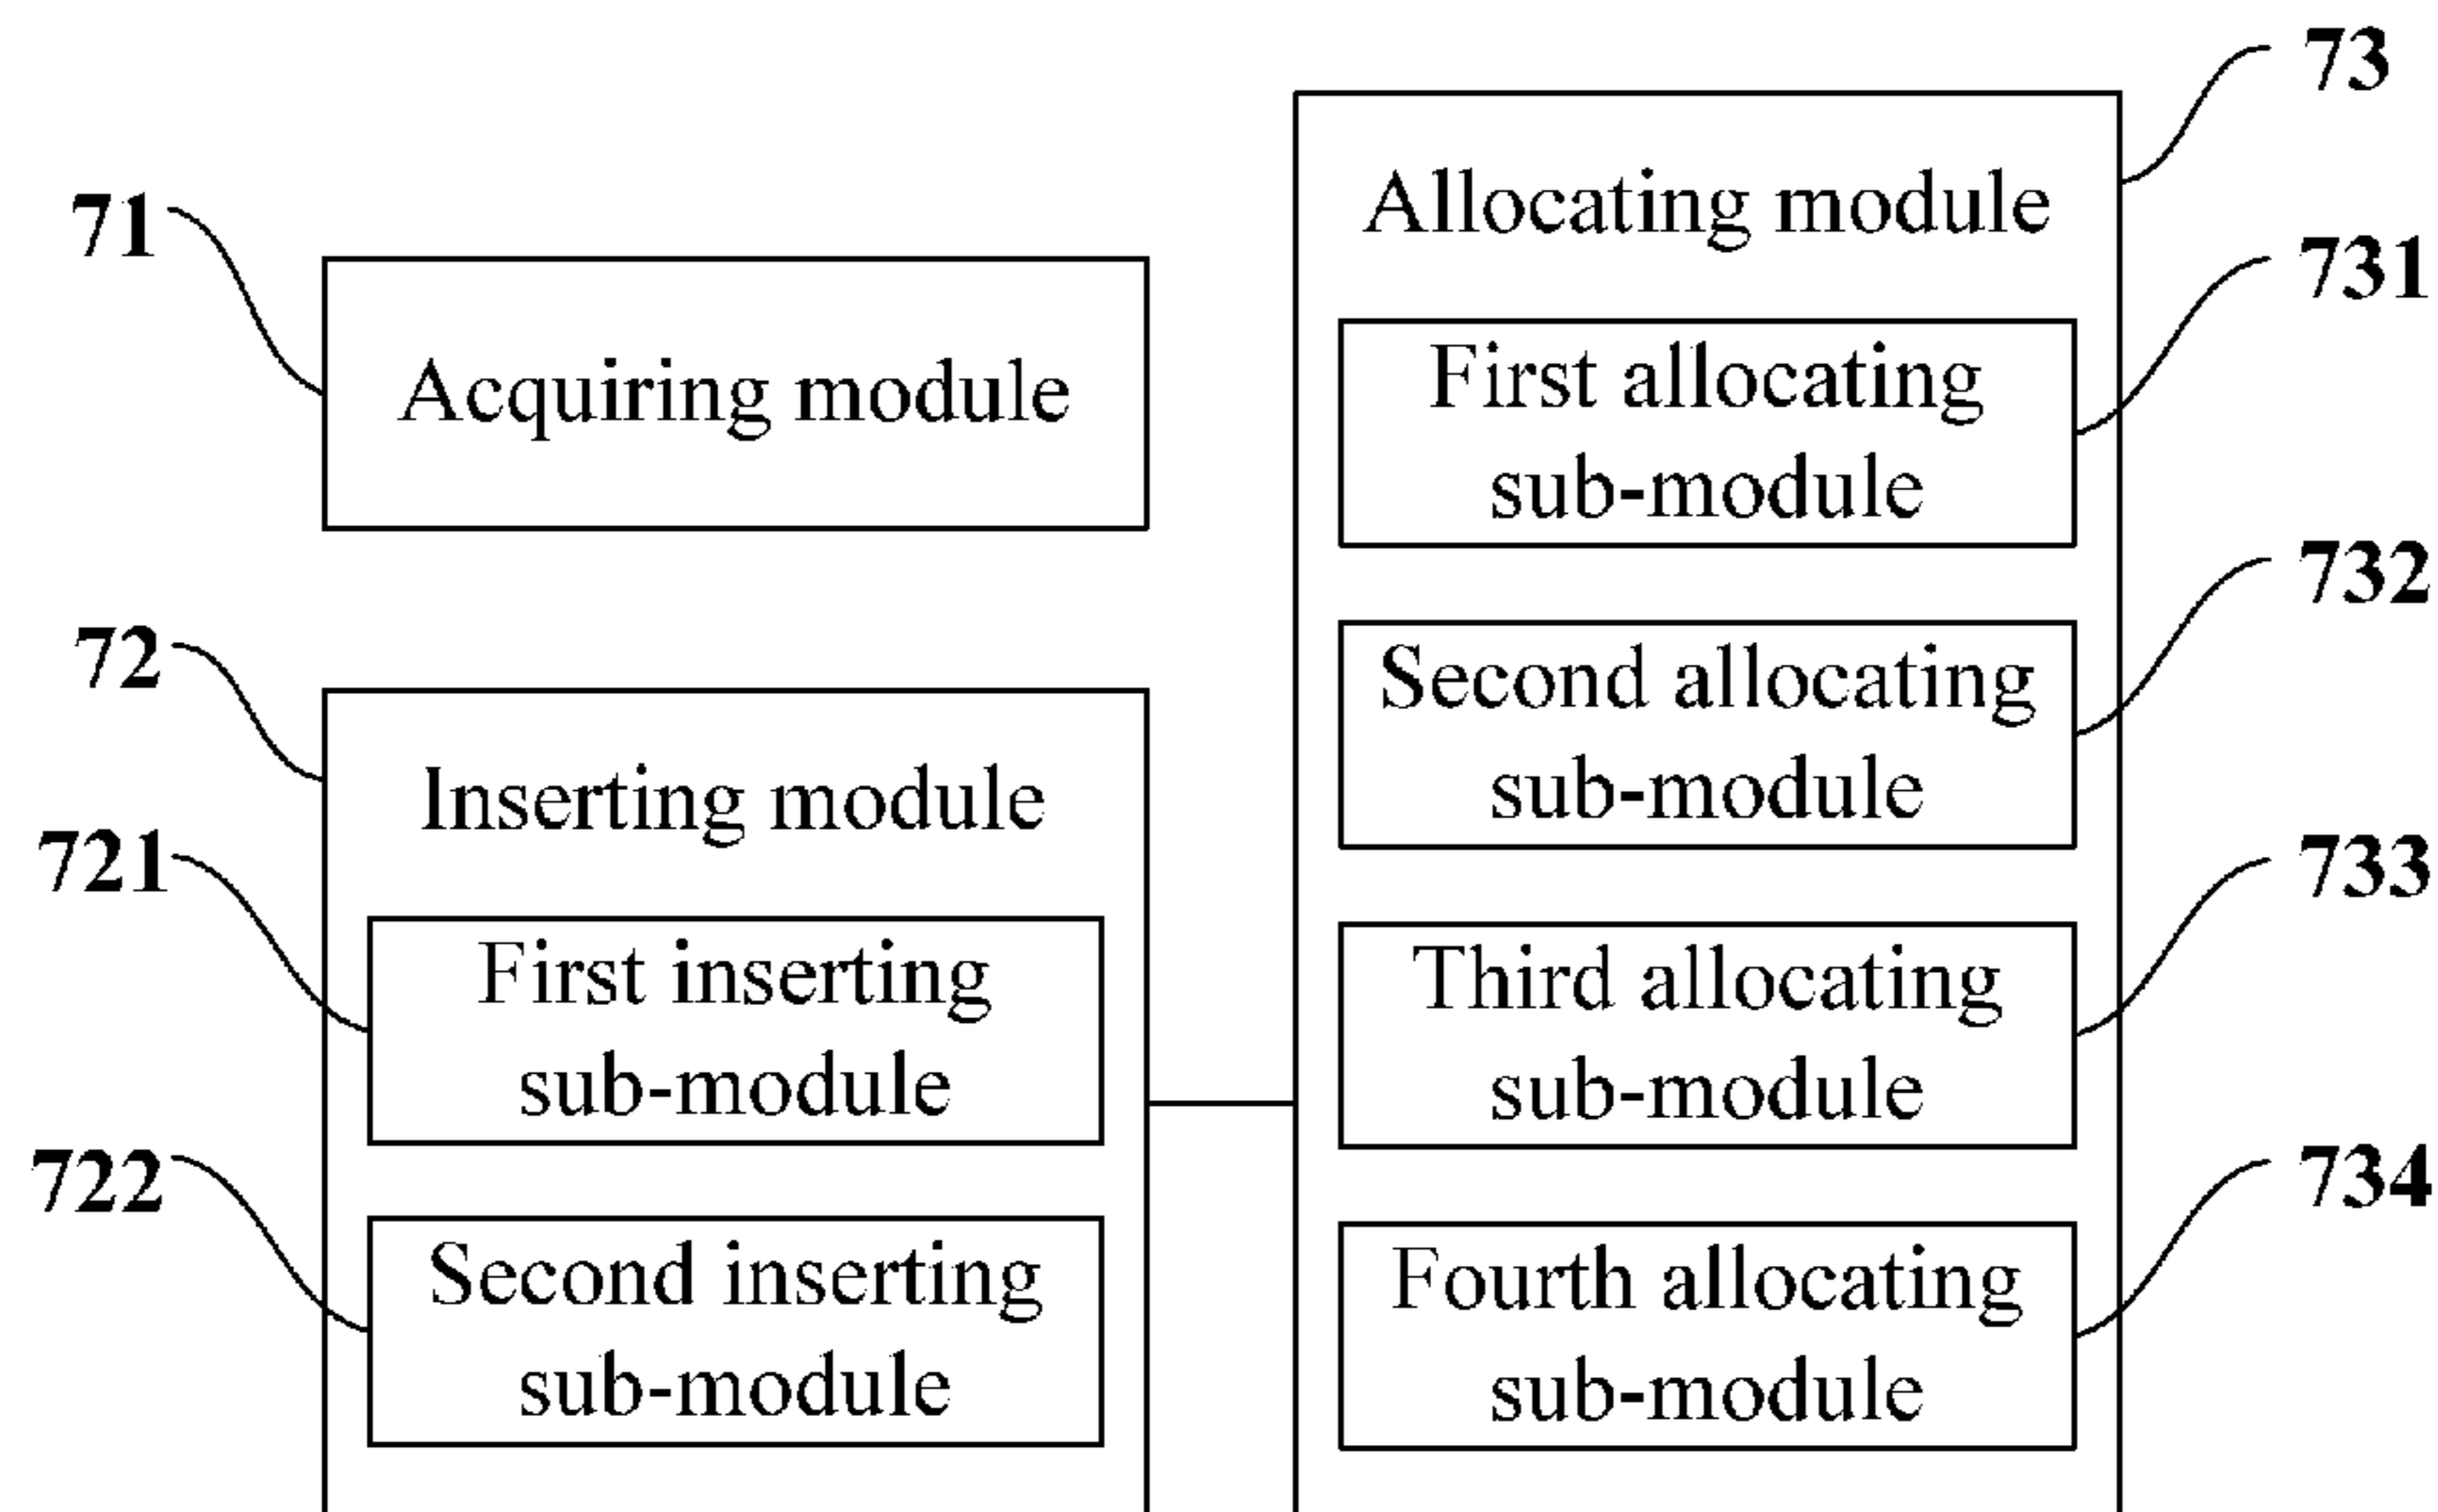 73
Allocating module
71
731
Acquiring module
First allocating
sub-module
732
72
Second allocating
sub-module
Inserting module
721
733
First inserting
sub-module
Third allocating
sub-module
722
734
Second inserting
sub-module
Fourth allocating
sub-module